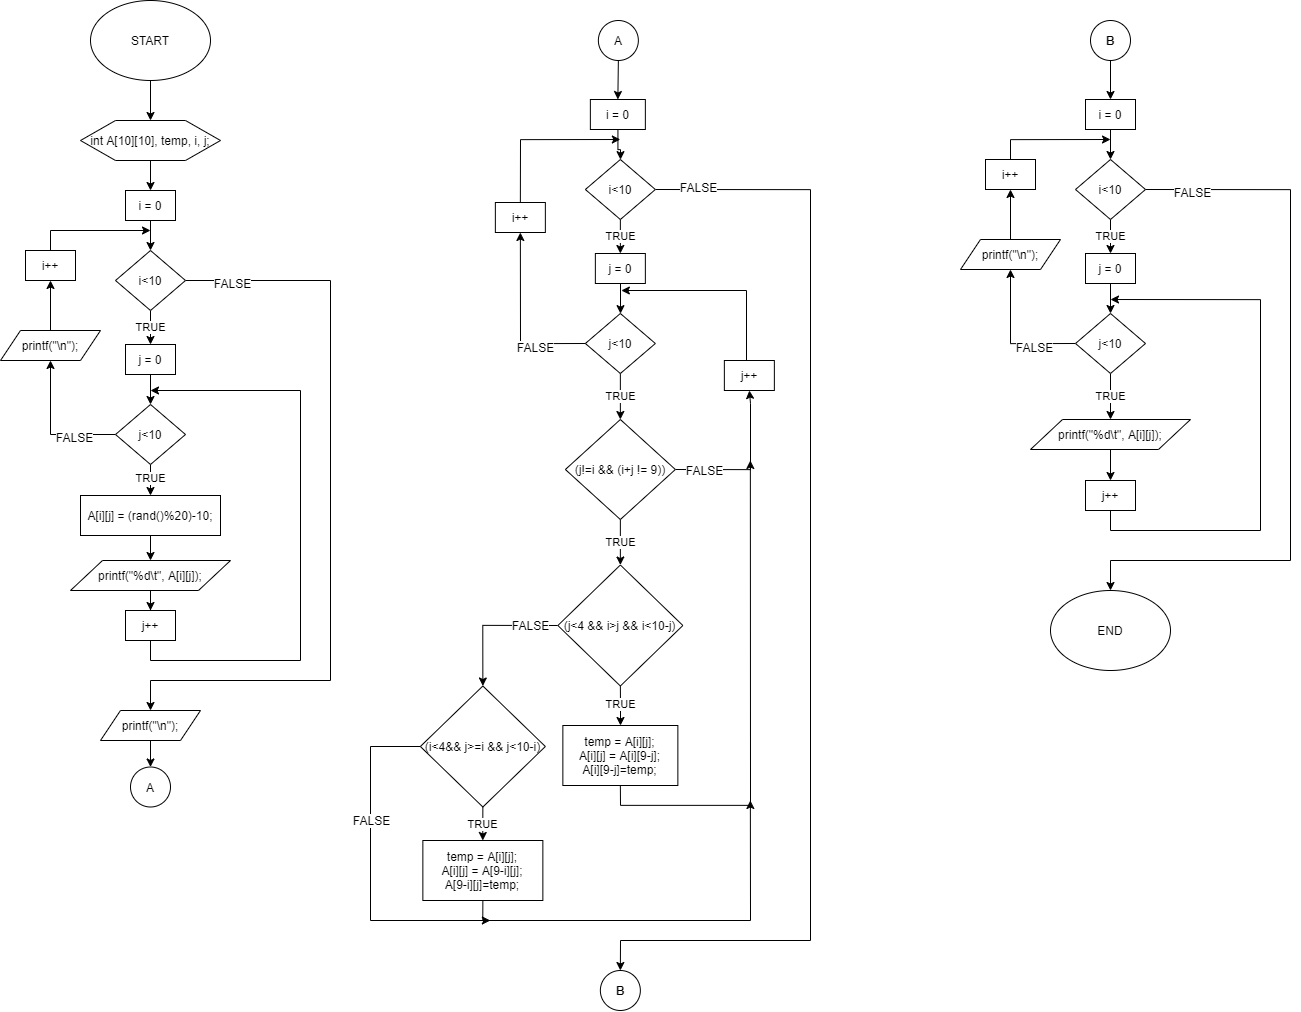 START
int A[10][10], temp, i, j;
i = 0
i++
i<10
FALSE
TRUE
printf("\n");
j = 0
j<10
FALSE
TRUE
A[i][j] = (rand()%20)-10;
printf("%d\t", A[i][j]);
j++
printf("\n");
A
A
i = 0
i<10
FALSE
i++
TRUE
j = 0
j<10
FALSE
j++
TRUE
(j!=i && (i+j != 9))
FALSE
TRUE
(j<4 && i>j && i<10-j)
FALSE
TRUE
temp = A[i][j];
A[i][j] = A[i][9-j];
A[i][9-j]=temp;
(i<4&& j>=i && j<10-i)
FALSE
TRUE
temp = A[i][j];
A[i][j] = A[9-i][j];
A[9-i][j]=temp;
B
B
i = 0
i++
i<10
FALSE
TRUE
printf("\n");
j = 0
j<10
FALSE
TRUE
printf("%d\t", A[i][j]);
j++
END